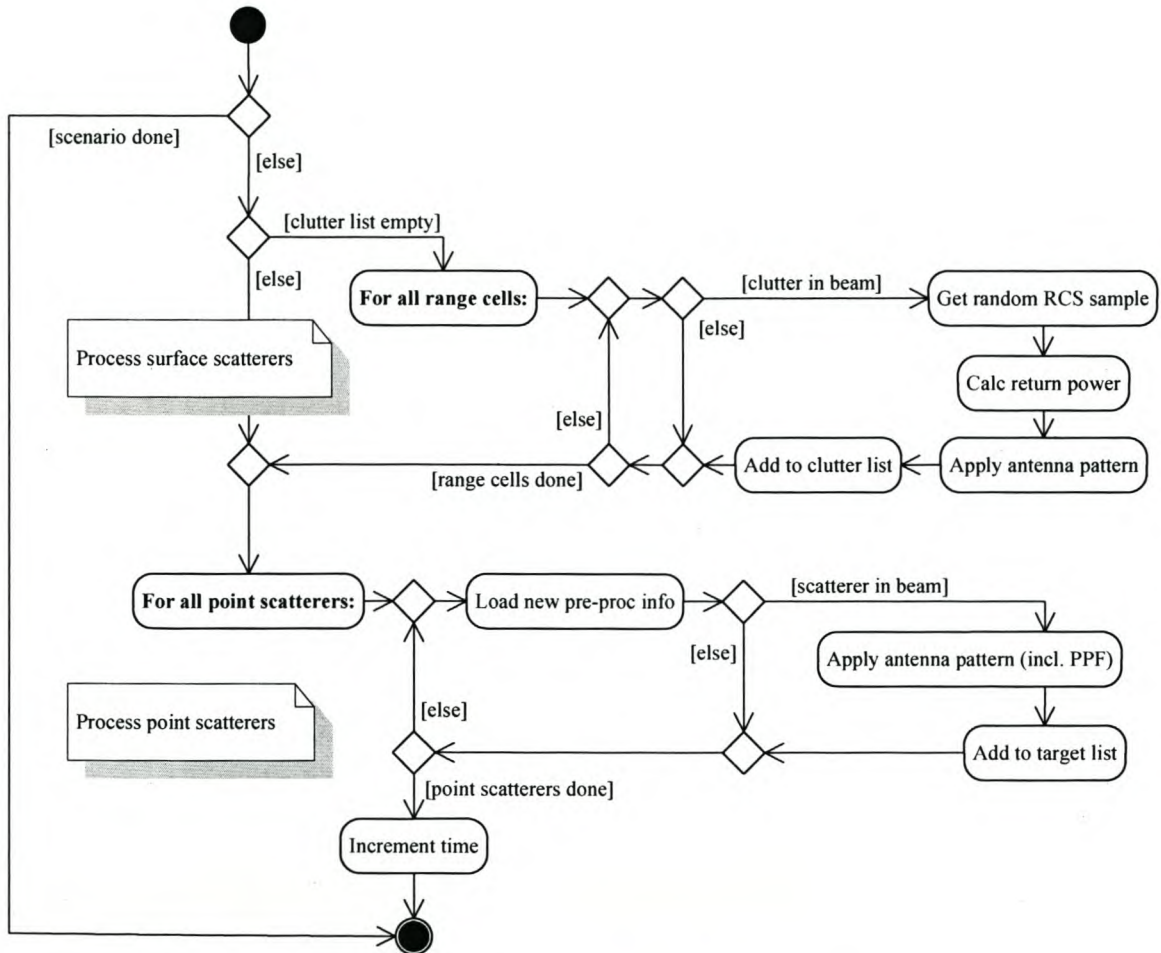 [scenario done]
[else]
[clutter list empty]
[else]
For all range cells:
[clutter in beam]
Get random RCS sample
[else]
Process surface scatterers
Calc return power
[else]
[range cells done]
Add to clutter list
Apply antenna pattern
For all point scatterers:
Load new pre-proc info
[scatterer in beam]
[else]
Apply antenna pattern (incl. PPF)
Process point scatterers
[else]
Add to target list
[point scatterers done]
Increment time